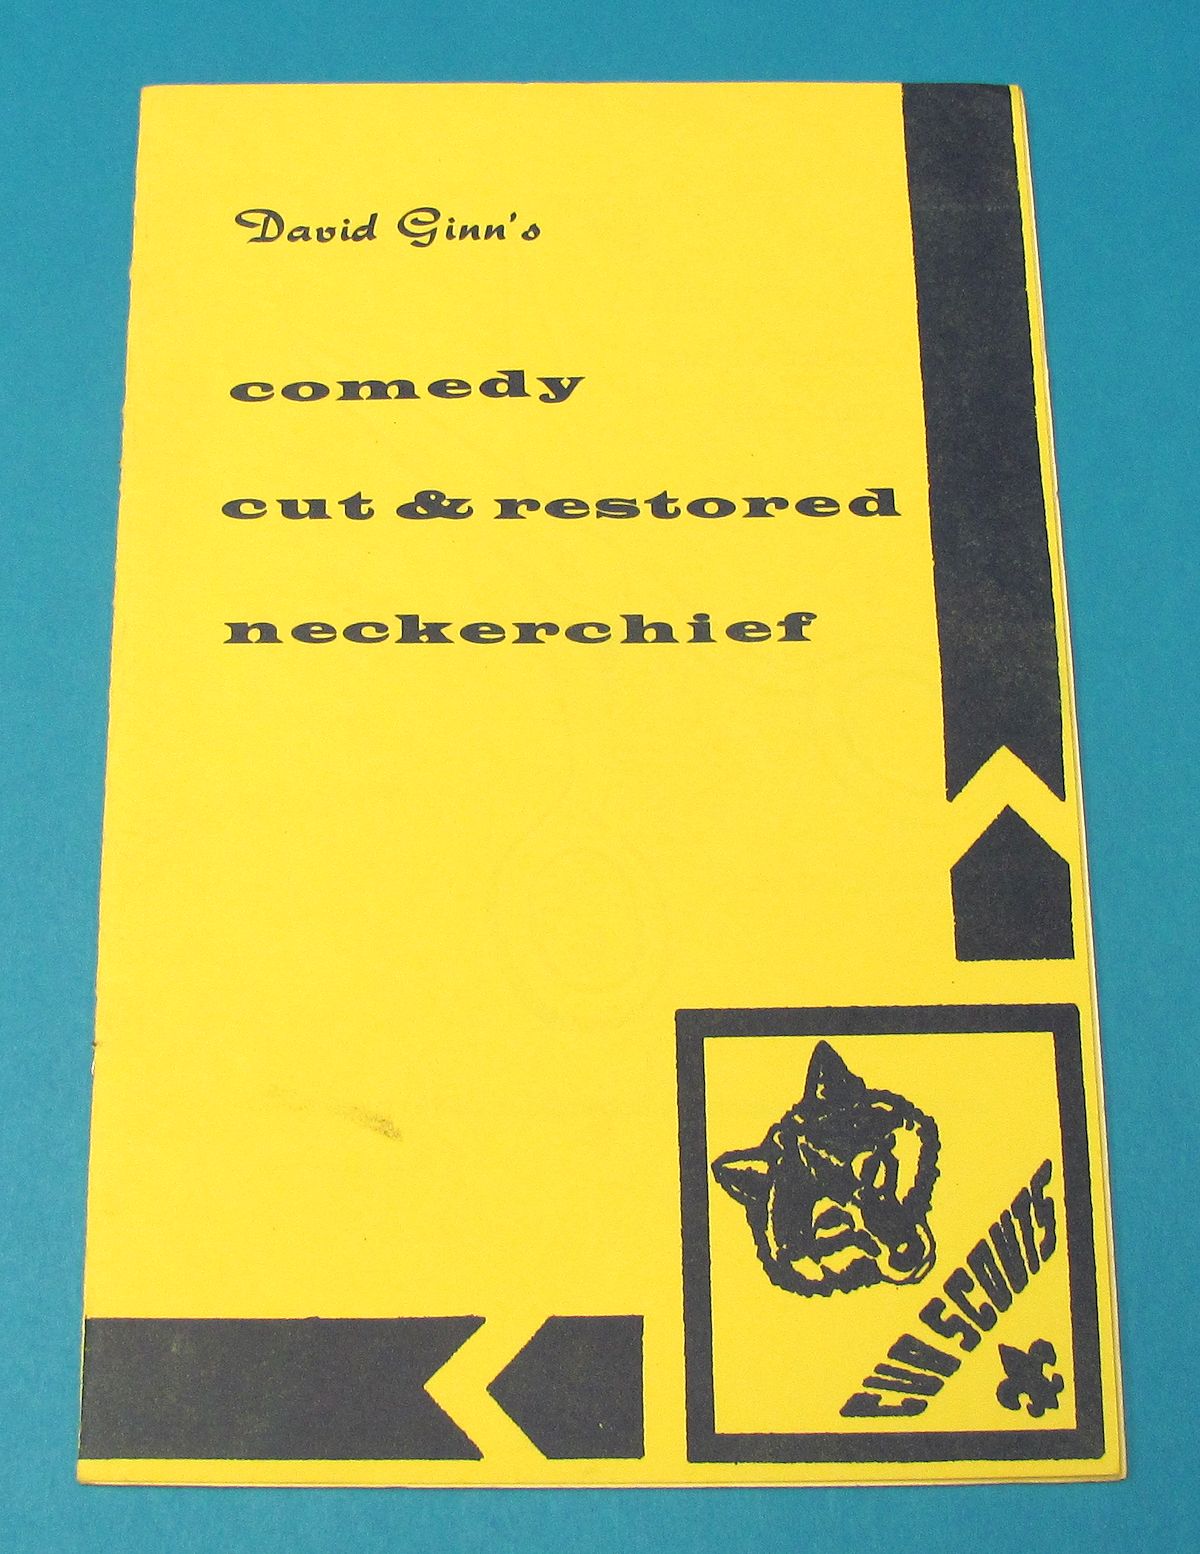 David Ginn's
comedy
cut & restored
neckerchief
CUB SCOUTS